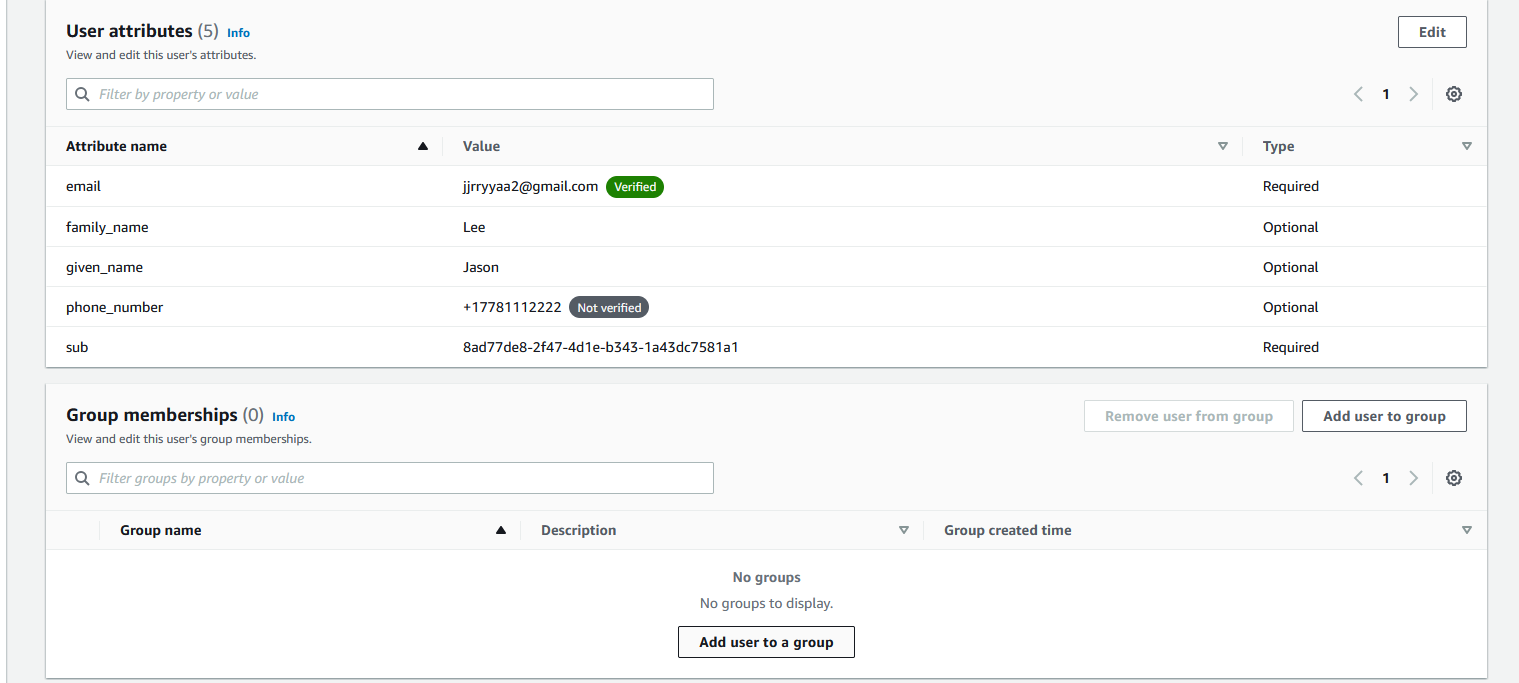 User attributes (5) Info
Edit
View and edit this user's attributes.
Filter by property or value
1
Attribute name Value Type
email jjrryyaa2@gmail.com Verified Required
family_name Lee Optional
given_name Jason Optional
phone_number +17781112222 Not verified Optional
sub 8ad77de8-2f47-4d1e-b343-1a43dc7581a1 Required
Group memberships (0) Info
Remove user from group Add user to group
View and edit this user's group memberships.
Filter groups by property or value
1
Group name Description Group created time
No groups
No groups to display.
Add user to a group